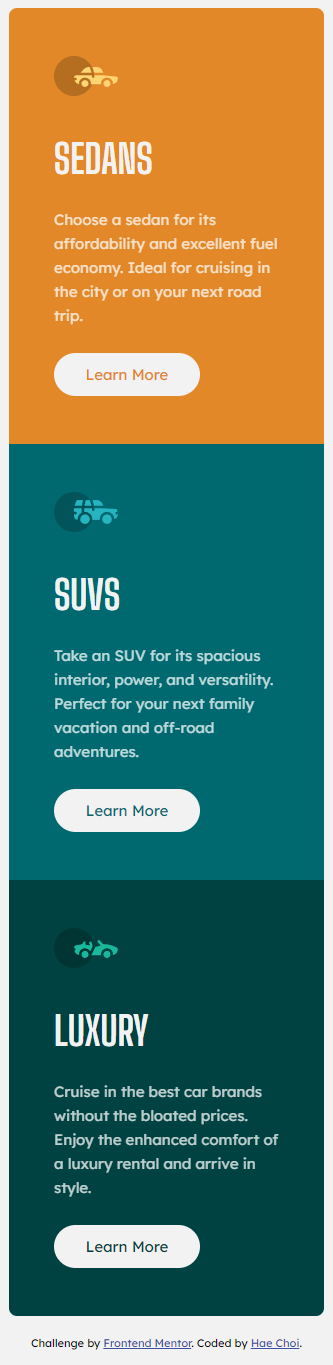 SEDANS
Choose a sedan for its
affordability and excellent fuel
economy. Ideal for cruising in
the city or on your next road
trip.
Learn More
SUVS
Take an SUV for its spacious
interior, power, and versatility.
Perfect for your next family
vacation and off-road
adventures.
Learn More
LUXURY
Cruise in the best car brands
without the bloated prices.
Enjoy the enhanced comfort of
a luxury rental and arrive in
style.
Learn More
Challenge by Frontend Mentor. Coded by Hae Choi.